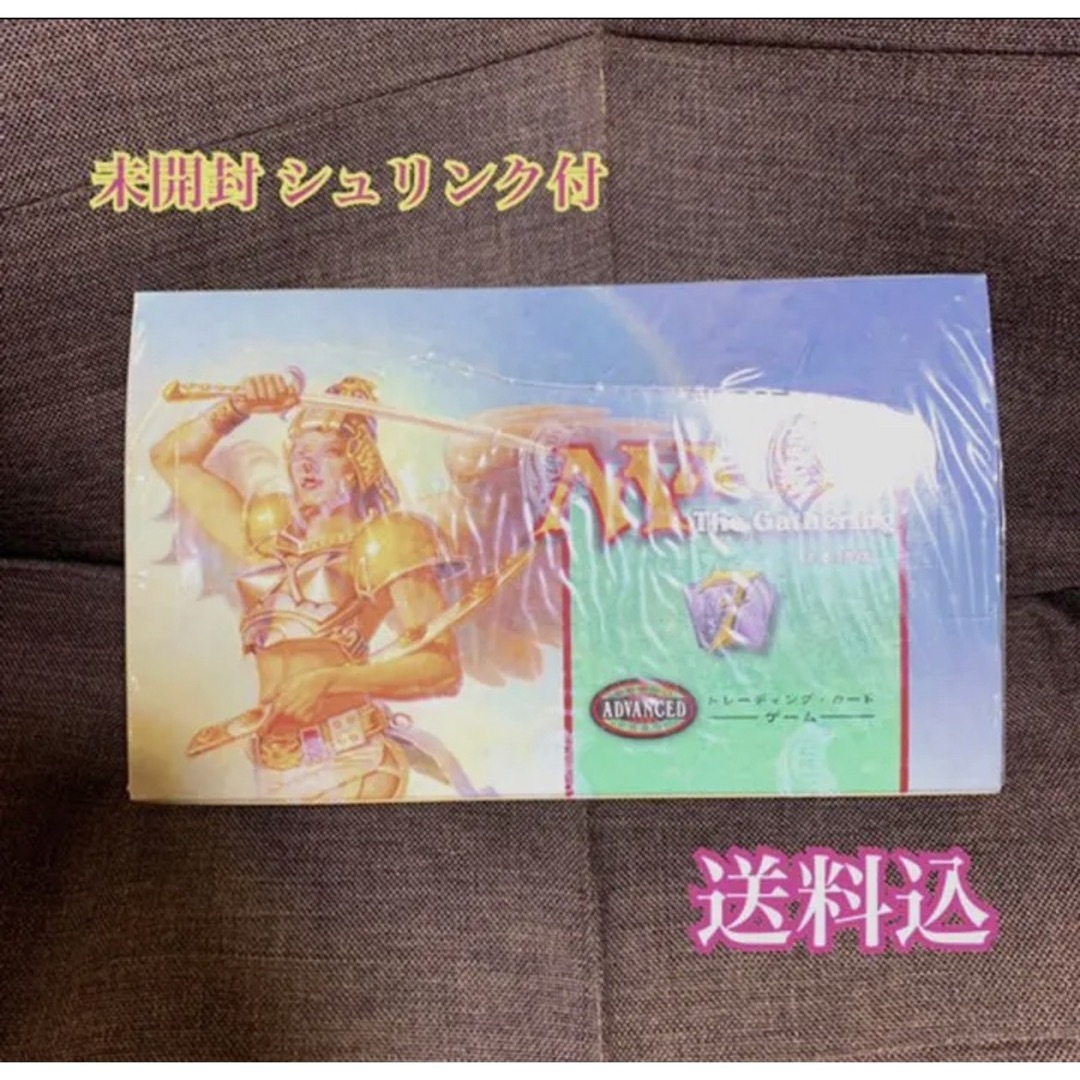 未開封 シュリンク付
The Gathering
7
ADVANCED
トレーディング・カード
ゲーム
送料込